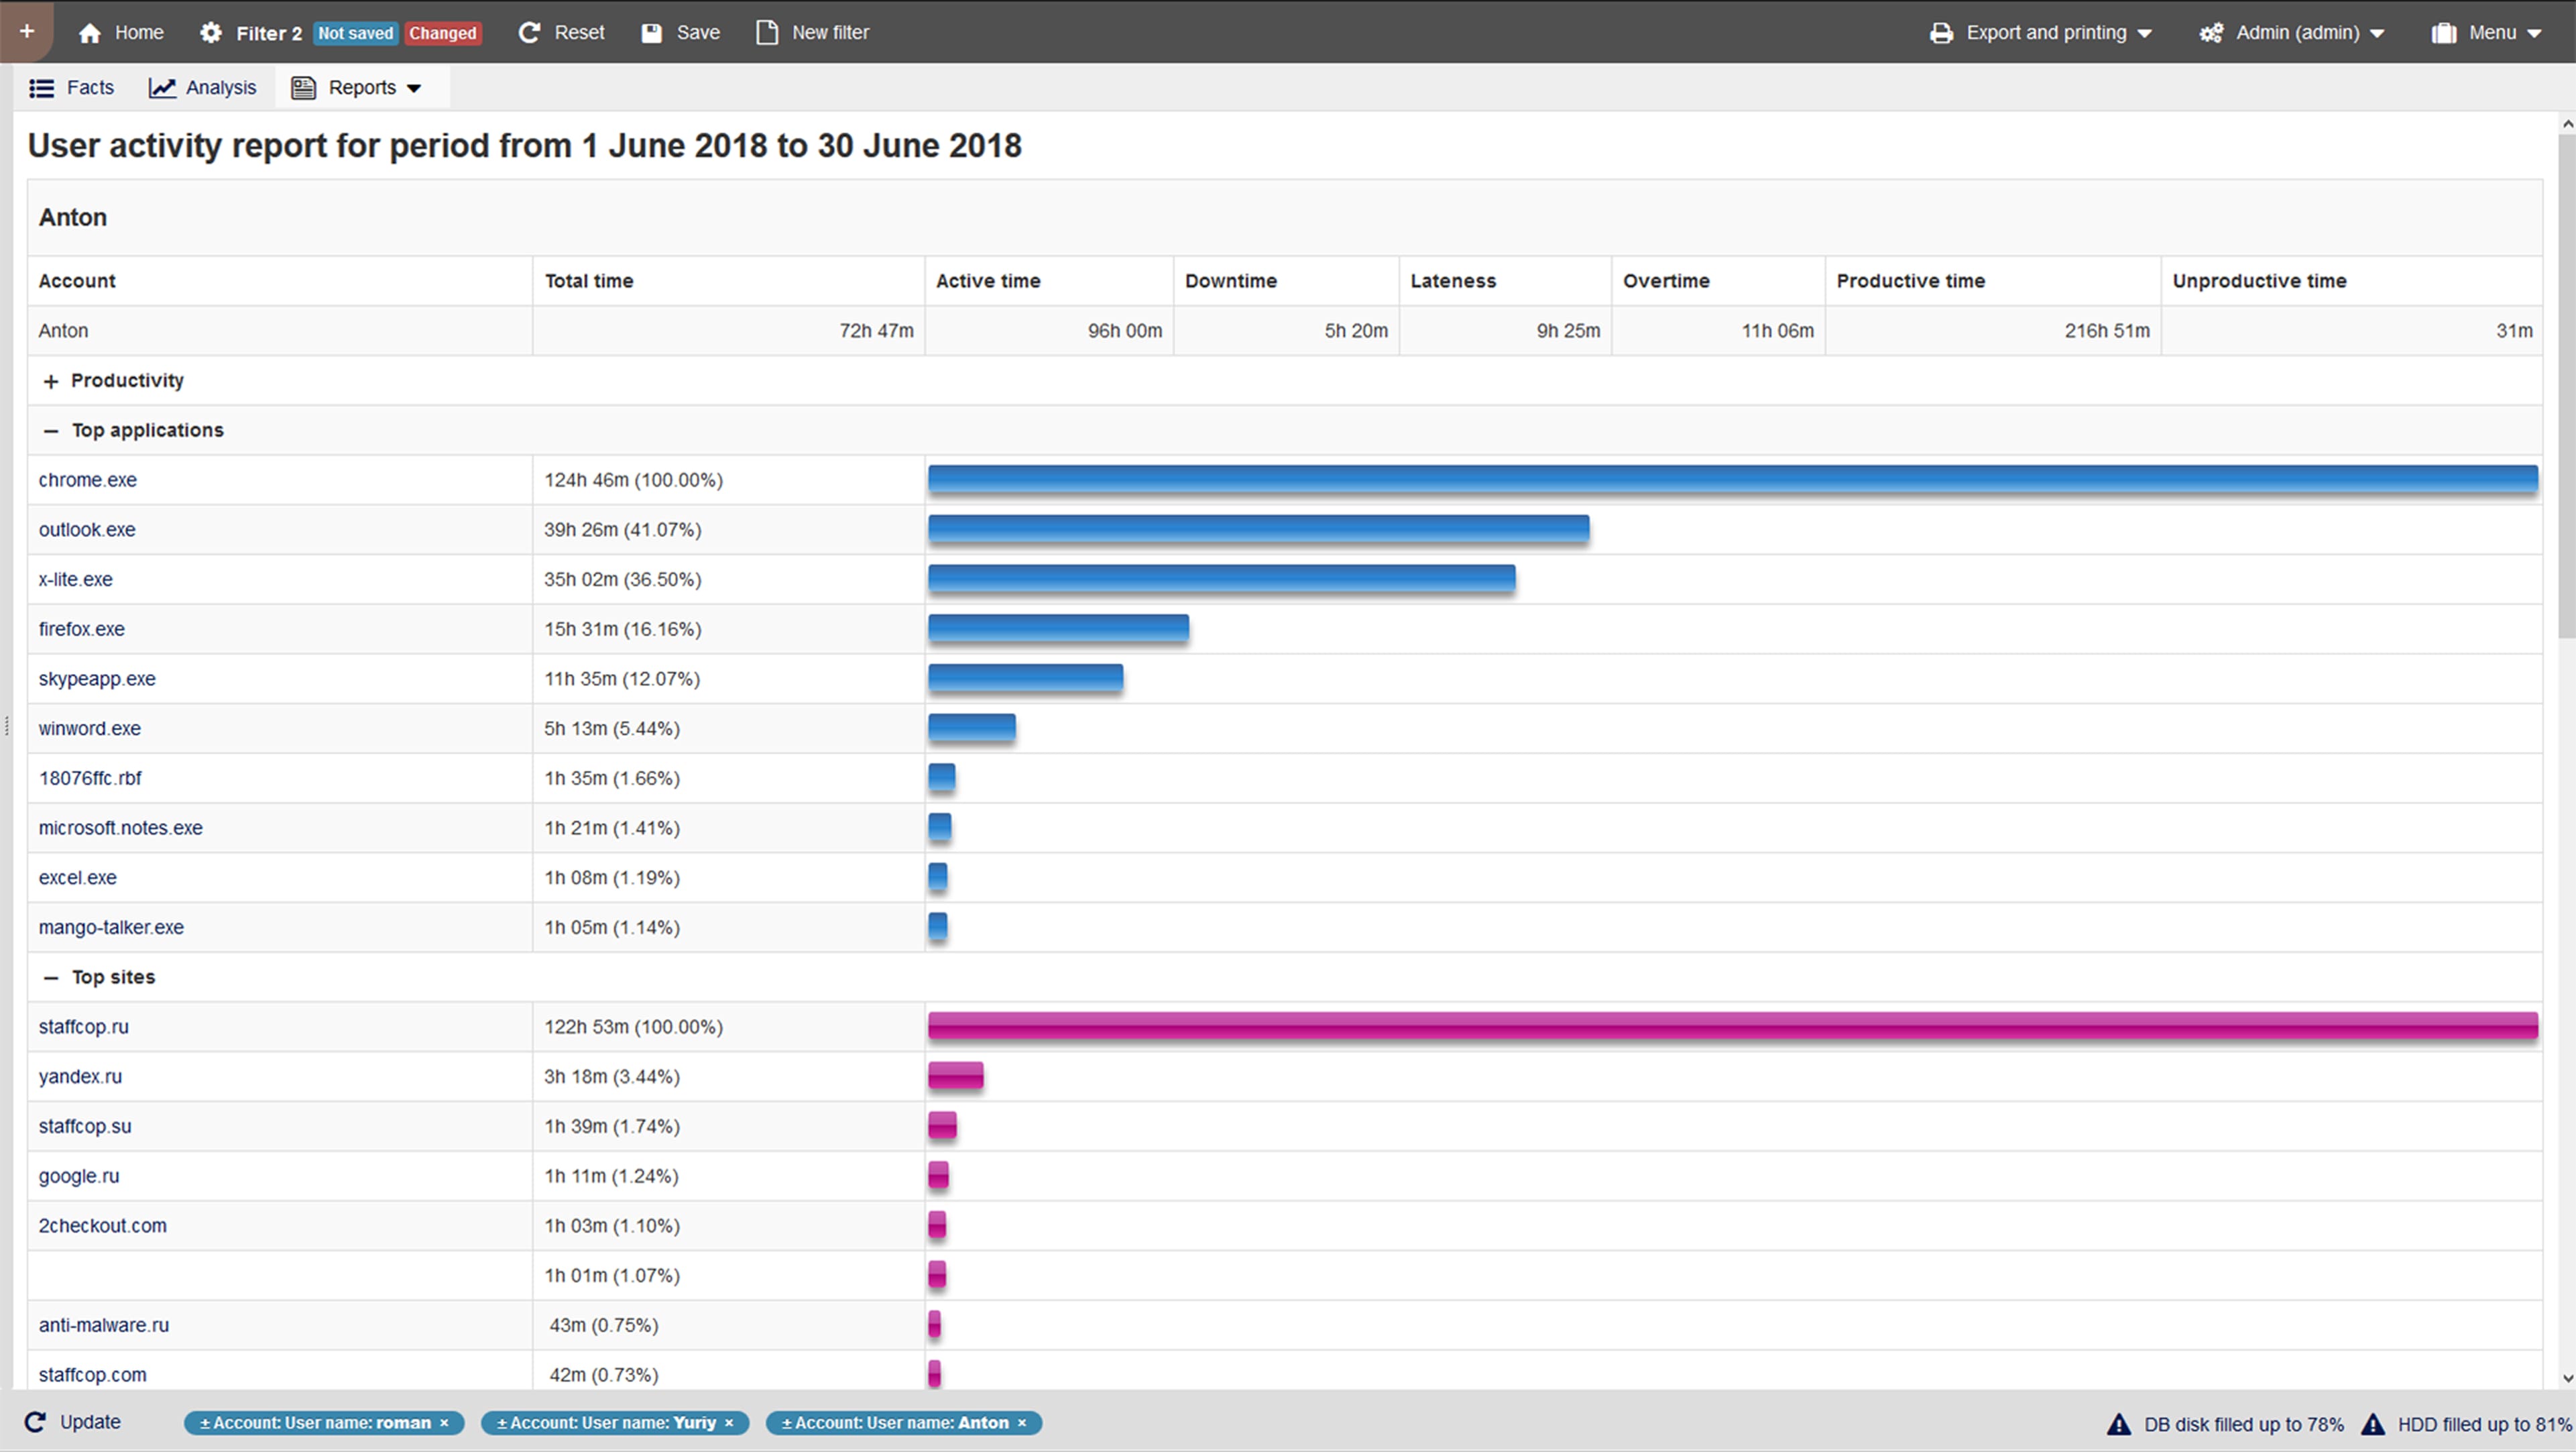 + Home Filter 2 Not saved Changed Reset Save New filter Export and printing Admin (admin) Menu
Facts Analysis Reports
User activity report for period from 1 June 2018 to 30 June 2018
Anton
Account Total time Active time Downtime Lateness Overtime Productive time Unproductive time
Anton 72h 47m 96h 00m 5h 20m 9h 25m 11h 06m 216h 51m 31m
+ Productivity
− Top applications
chrome.exe 124h 46m (100.00%)
outlook.exe 39h 26m (41.07%)
x-lite.exe 35h 02m (36.50%)
firefox.exe 15h 31m (16.16%)
skypeapp.exe 11h 35m (12.07%)
winword.exe 5h 13m (5.44%)
18076ffc.rbf 1h 35m (1.66%)
microsoft.notes.exe 1h 21m (1.41%)
excel.exe 1h 08m (1.19%)
mango-talker.exe 1h 05m (1.14%)
− Top sites
staffcop.ru 122h 53m (100.00%)
yandex.ru 3h 18m (3.44%)
staffcop.su 1h 39m (1.74%)
google.ru 1h 11m (1.24%)
2checkout.com 1h 03m (1.10%)
1h 01m (1.07%)
anti-malware.ru 43m (0.75%)
staffcop.com 42m (0.73%)
Update ± Account: User name: roman × ± Account: User name: Yuriy × ± Account: User name: Anton × DB disk filled up to 78% HDD filled up to 81%